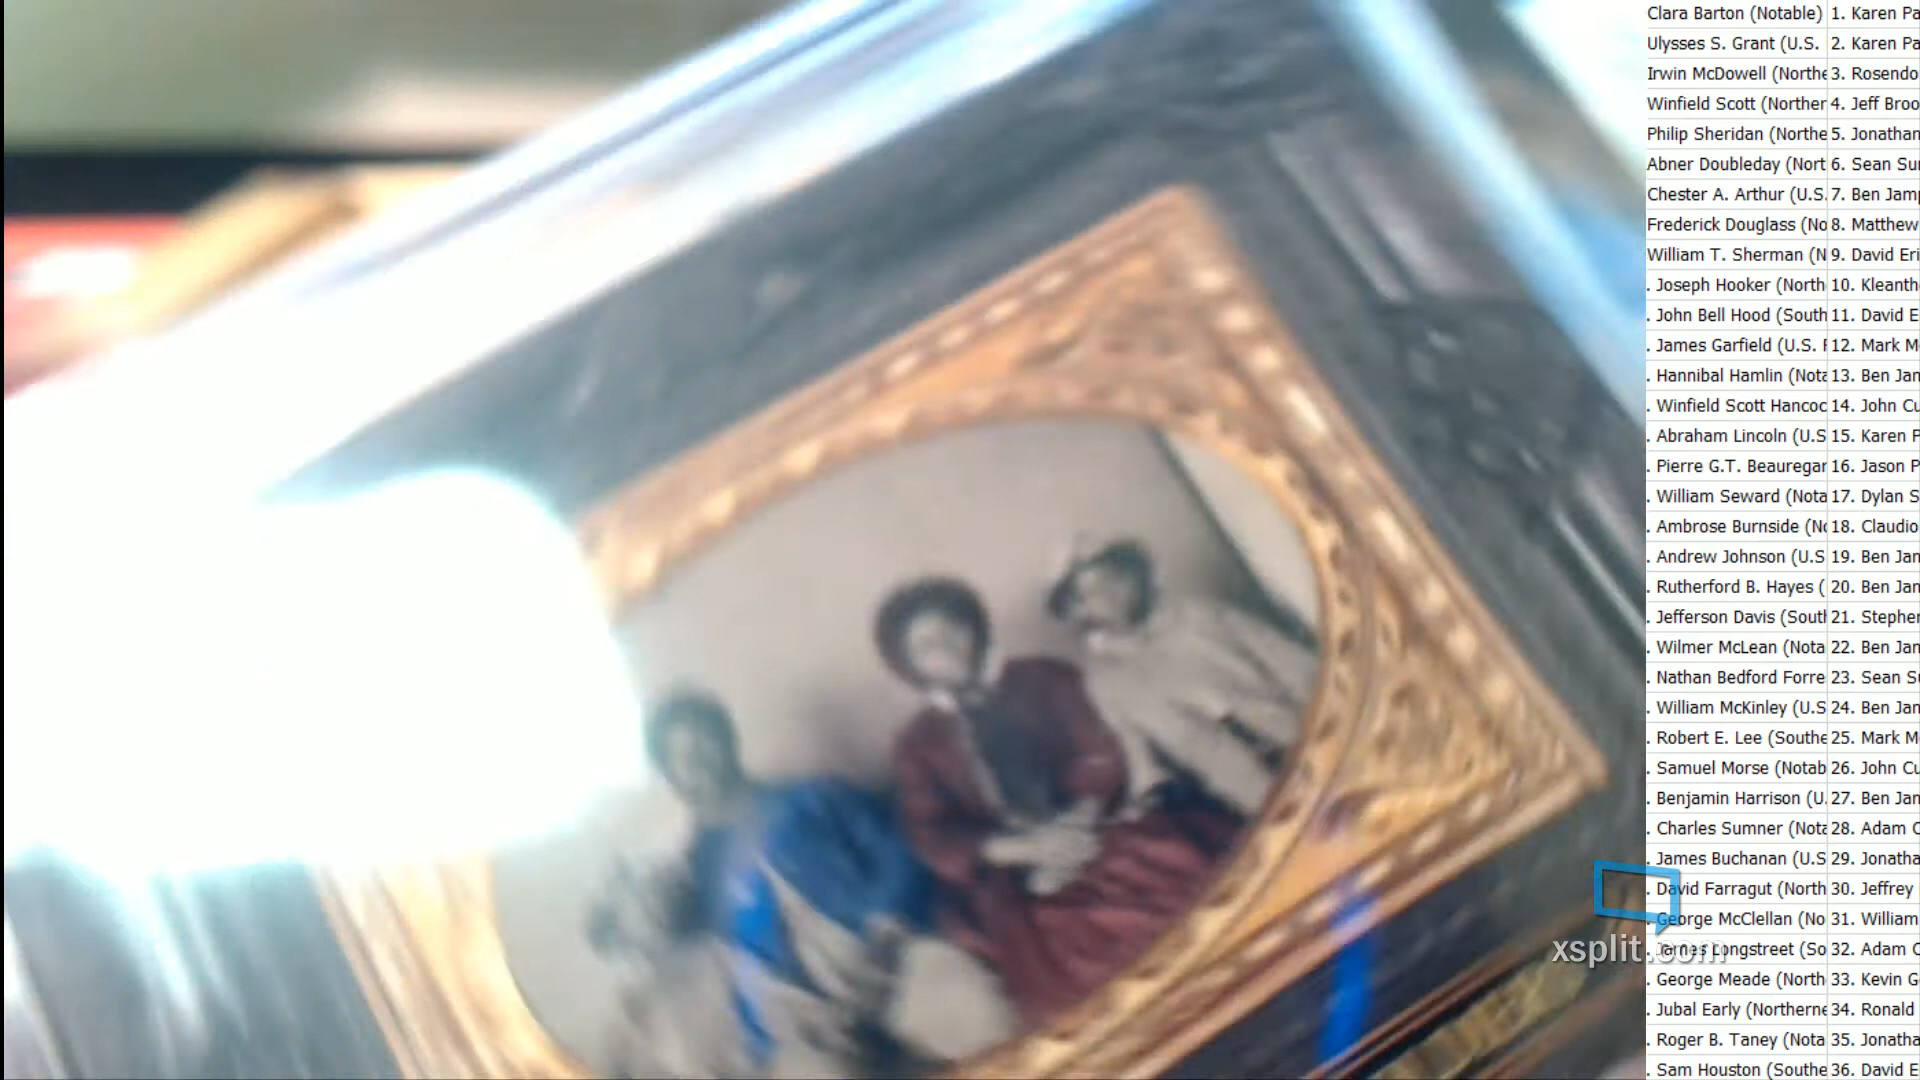 Clara Barton (Notable) 1. Karen Pa
Ulysses S. Grant (U.S. 2. Karen Pa
Irwin McDowell (Northe 3. Rosendo
Winfield Scott (Norther 4. Jeff Broo
Philip Sheridan (Northe 5. Jonathan
Abner Doubleday (Nort 6. Sean Sur
Chester A. Arthur (U.S. 7. Ben Jamp
Frederick Douglass (No 8. Matthew
William T. Sherman (N 9. David Eri
. Joseph Hooker (North 10. Kleanth
. John Bell Hood (South 11. David E
. James Garfield (U.S. F 12. Mark M
. Hannibal Hamlin (Nota 13. Ben Jan
. Winfield Scott Hancoc 14. John Cu
. Abraham Lincoln (U.S 15. Karen P
. Pierre G.T. Beauregar 16. Jason P
. William Seward (Nota 17. Dylan S
. Ambrose Burnside (No 18. Claudio
. Andrew Johnson (U.S 19. Ben Jan
. Rutherford B. Hayes ( 20. Ben Jan
. Jefferson Davis (South 21. Stephen
. Wilmer McLean (Nota 22. Ben Jan
. Nathan Bedford Forre 23. Sean Su
. William McKinley (U.S 24. Ben Jan
. Robert E. Lee (Southe 25. Mark M
. Samuel Morse (Notab 26. John Cu
. Benjamin Harrison (U. 27. Ben Jan
. Charles Sumner (Nota 28. Adam C
. James Buchanan (U.S 29. Jonatha
. David Farragut (North 30. Jeffrey
. George McClellan (No 31. William
. James Longstreet (So 32. Adam C
. George Meade (North 33. Kevin G
. Jubal Early (Northerne 34. Ronald
. Roger B. Taney (Nota 35. Jonatha
. Sam Houston (Southe 36. David E
xsplit.com